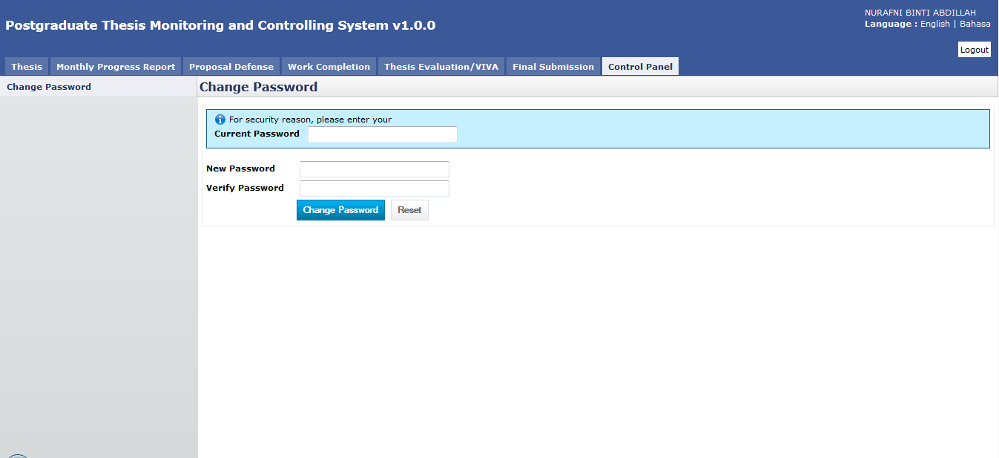 Postgraduate Thesis Monitoring and Controlling System v1.0.0
NURAFNI BINTI ABDILLAH
Language : English | Bahasa
Logout
Thesis Monthly Progress Report Proposal Defense Work Completion Thesis Evaluation/VIVA Final Submission Control Panel
Change Password
Change Password
For security reason, please enter your
Current Password
New Password
Verify Password
Change Password Reset